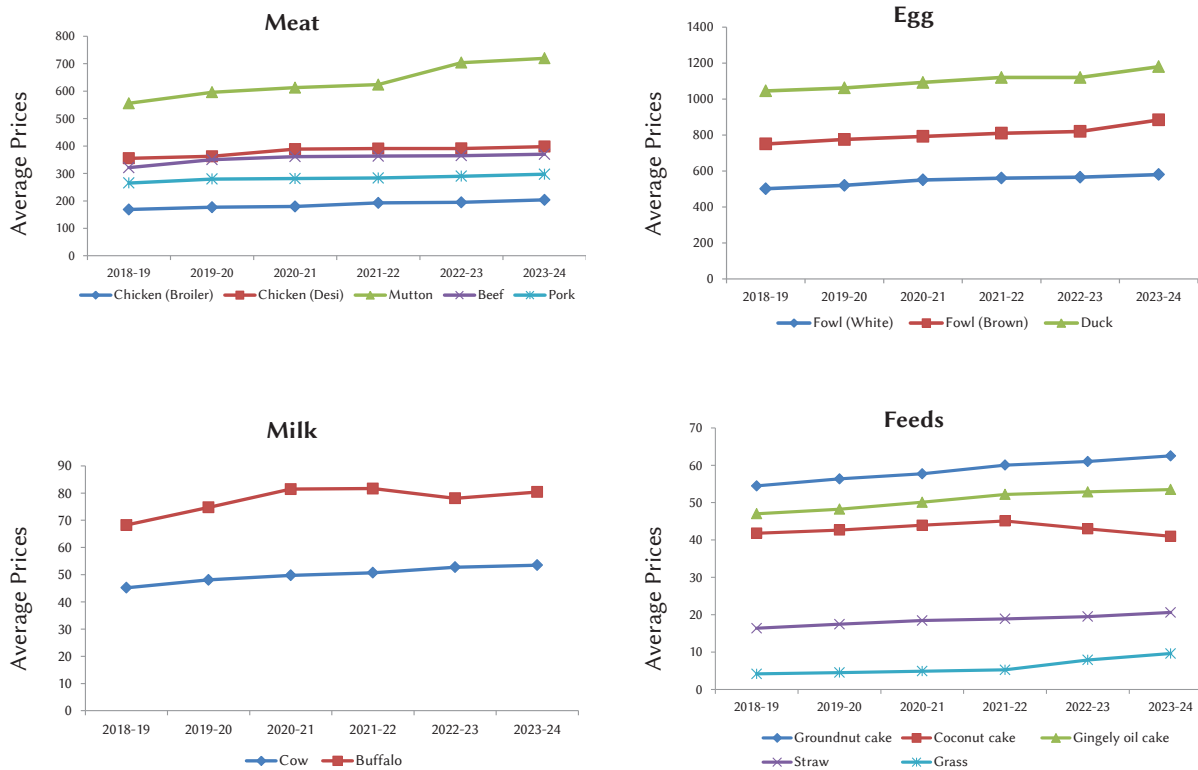 Meat
Average Prices
800
700
600
500
400
300
200
100
0
2018-19 2019-20 2020-21 2021-22 2022-23 2023-24
Chicken (Broiler) Chicken (Desi) Mutton Beef Pork
Egg
Average Prices
1400
1200
1000
800
600
400
200
0
2018-19 2019-20 2020-21 2021-22 2022-23 2023-24
Fowl (White) Fowl (Brown) Duck
Milk
Average Prices
90
80
70
60
50
40
30
20
10
0
2018-19 2019-20 2020-21 2021-22 2022-23 2023-24
Cow Buffalo
Feeds
Average Prices
70
60
50
40
30
20
10
0
2018-19 2019-20 2020-21 2021-22 2022-23 2023-24
Groundnut cake Coconut cake Gingely oil cake
Straw Grass